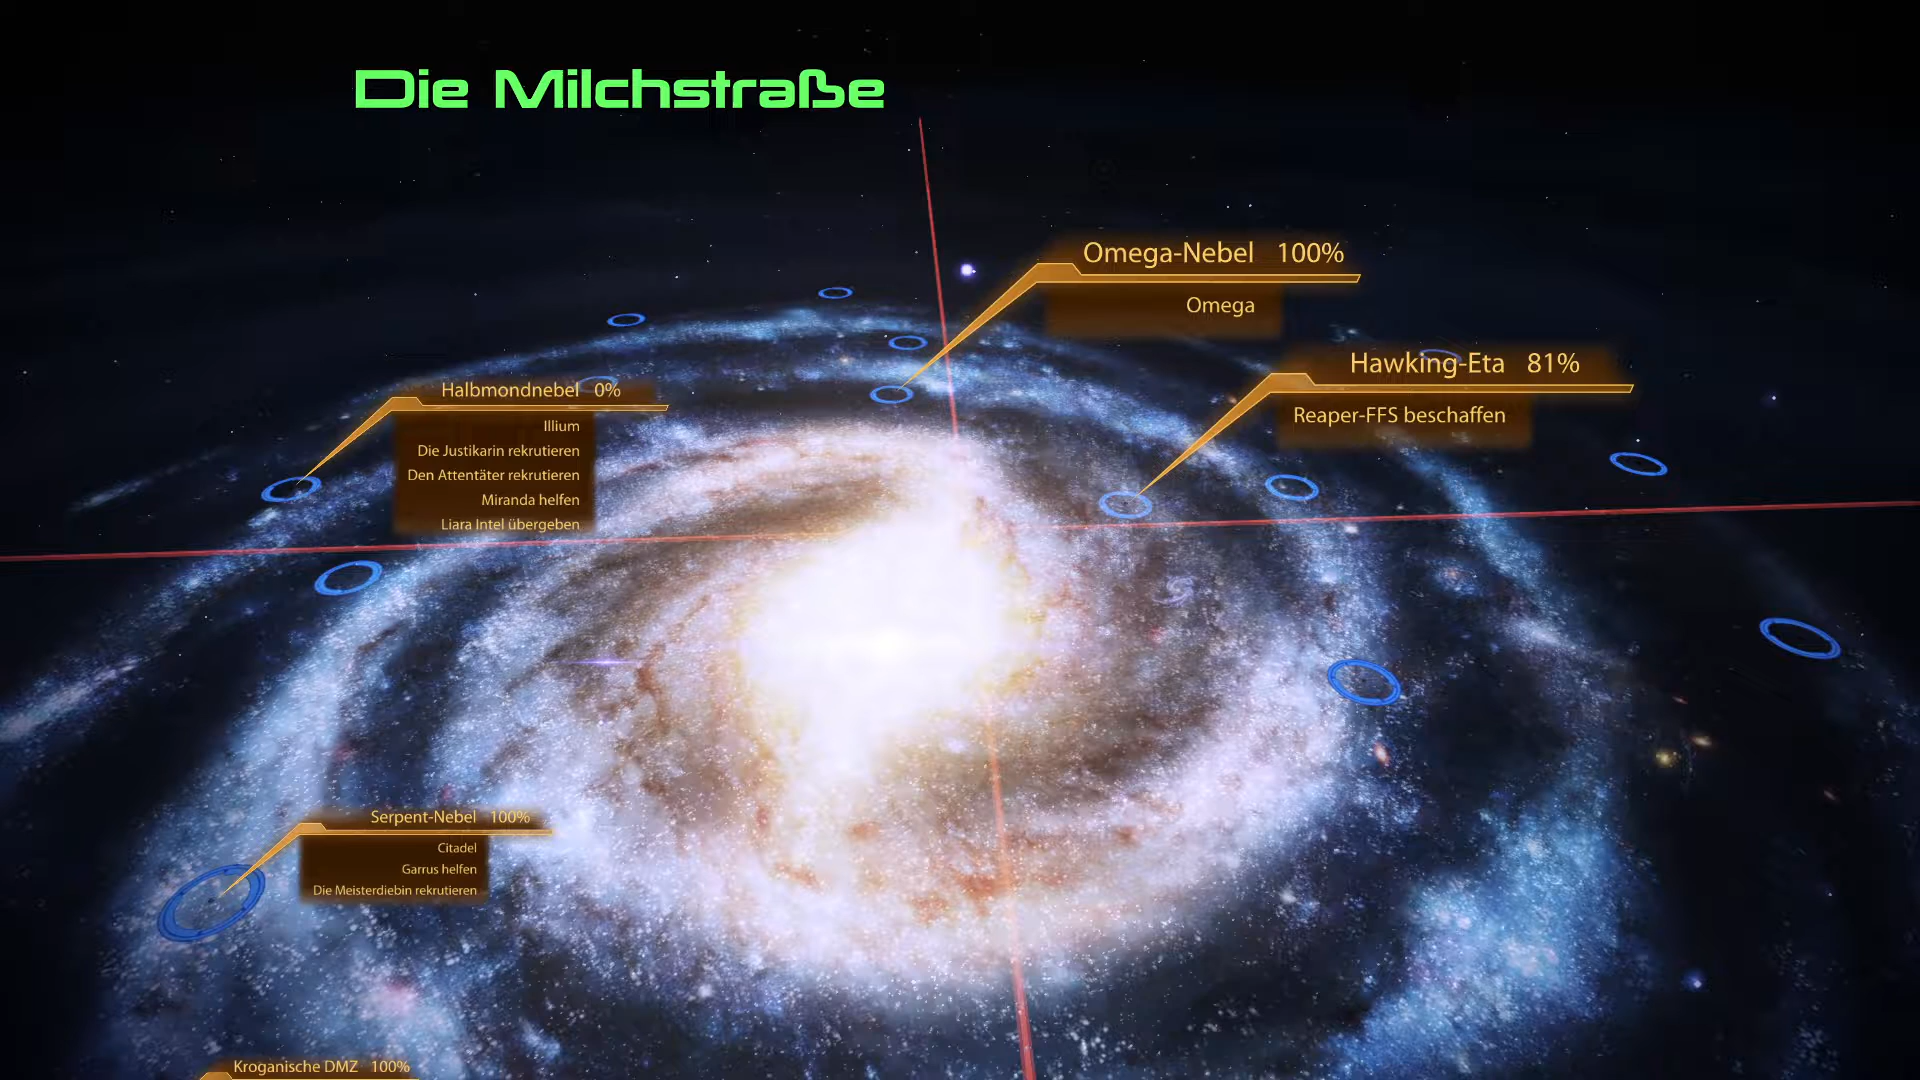 Die Milchstraße
Omega-Nebel 100%
Omega
Hawking-Eta 81%
Reaper-FFS beschaffen
Halbmondnebel 0%
Illium
Die Justikarin rekrutieren
Den Attentäter rekrutieren
Miranda helfen
Liara Intel übergeben
Serpent-Nebel 100%
Citadel
Garrus helfen
Die Meisterdiebin rekrutieren
Kroganische DMZ 100%